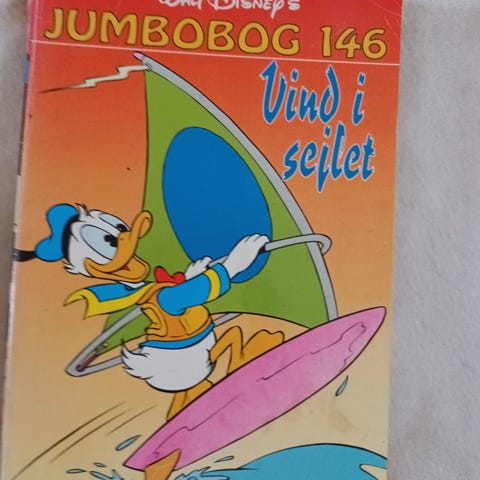 WALT DISNEY'S
JUMBOBOG 146
Vind i
sejlet